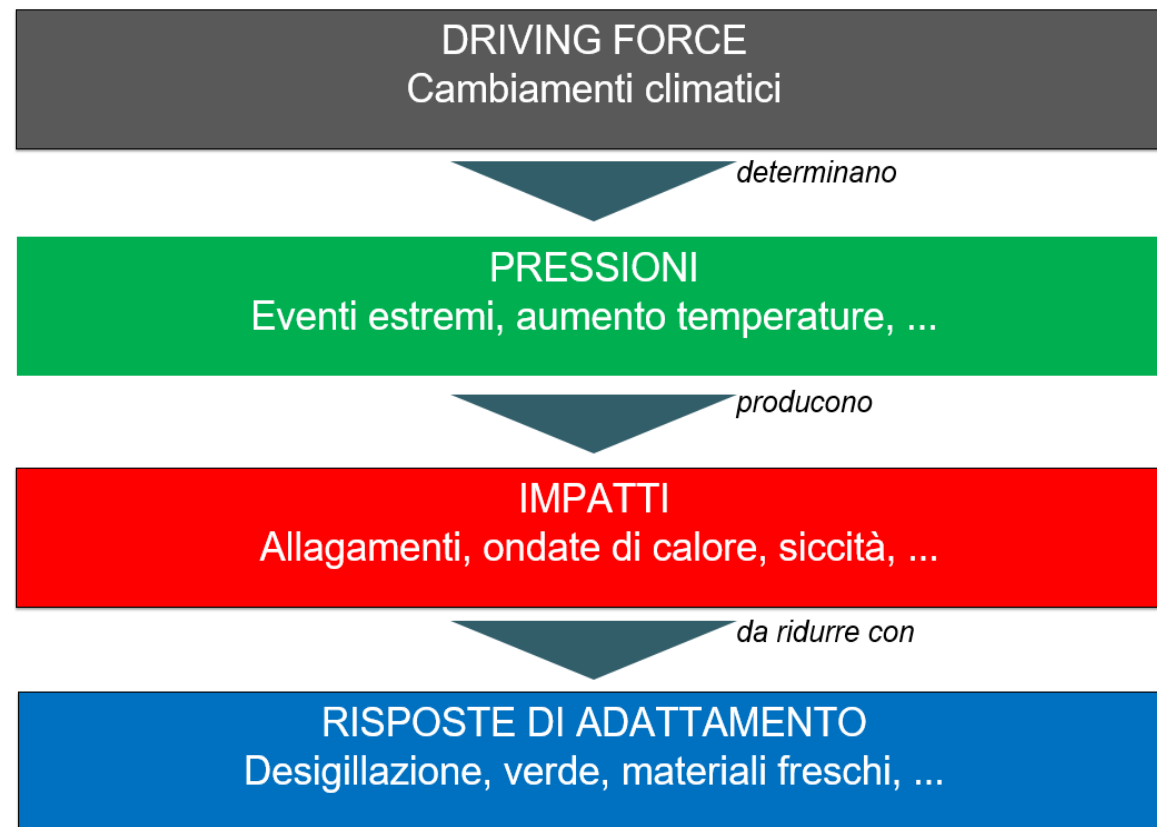 DRIVING FORCE
Cambiamenti climatici
determinano
PRESSIONI
Eventi estremi, aumento temperature, ...
producono
IMPATTI
Allagamenti, ondate di calore, siccità, ...
da ridurre con
RISPOSTE DI ADATTAMENTO
Desigillazione, verde, materiali freschi, ...